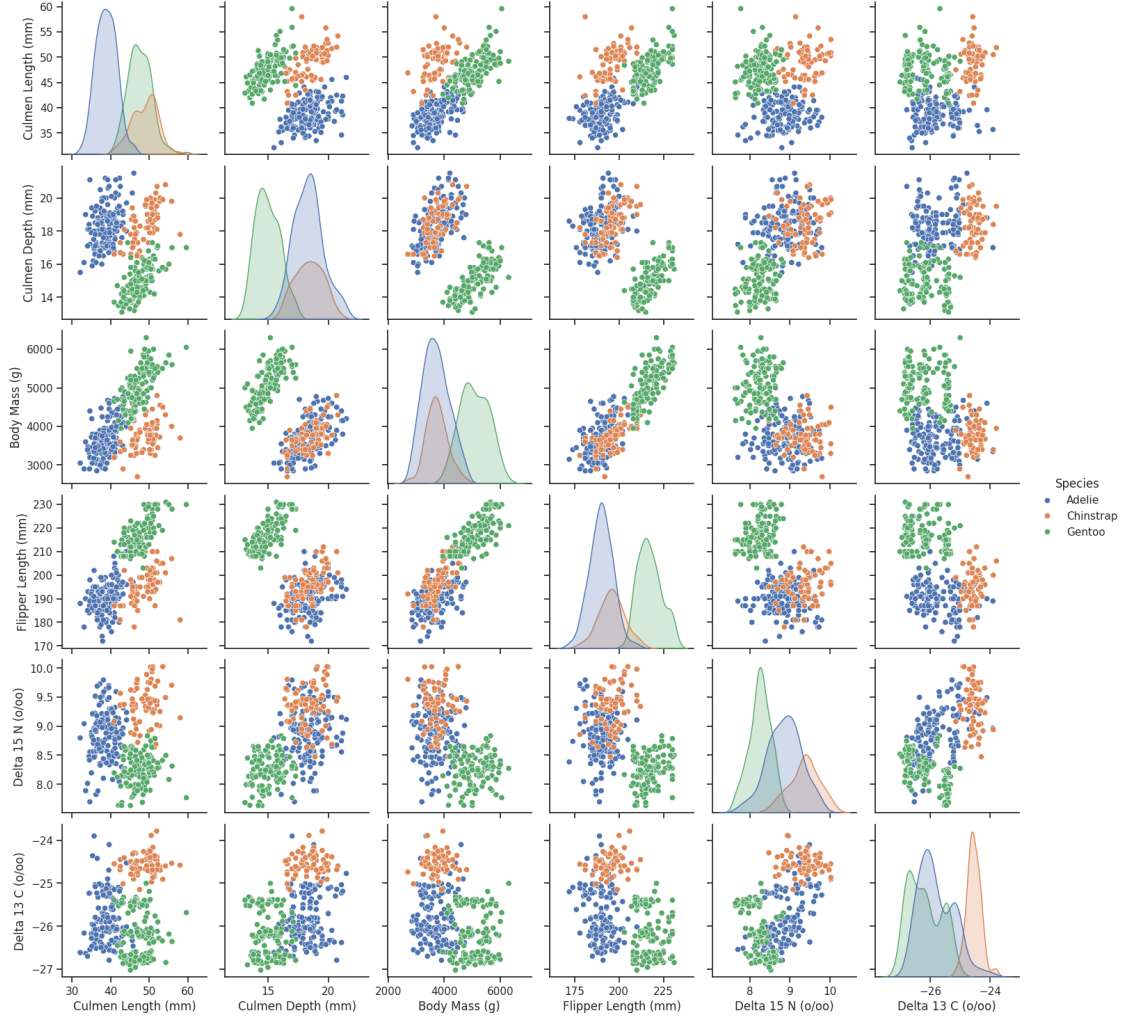 60
55
50
45
40
35
Culmen Length (mm)
20
18
16
14
Culmen Depth (mm)
6000
5000
4000
3000
Body Mass (g)
Species
Adelie
Chinstrap
Gentoo
230
220
210
200
190
180
170
Flipper Length (mm)
10.0
9.5
9.0
8.5
8.0
Delta 15 N (o/oo)
−24
−25
−26
−27
Delta 13 C (o/oo)
30 40 50 60
15 20
2000 4000 6000
175 200 225
8 9 10
−26 −24
Culmen Length (mm) Culmen Depth (mm) Body Mass (g) Flipper Length (mm) Delta 15 N (o/oo) Delta 13 C (o/oo)